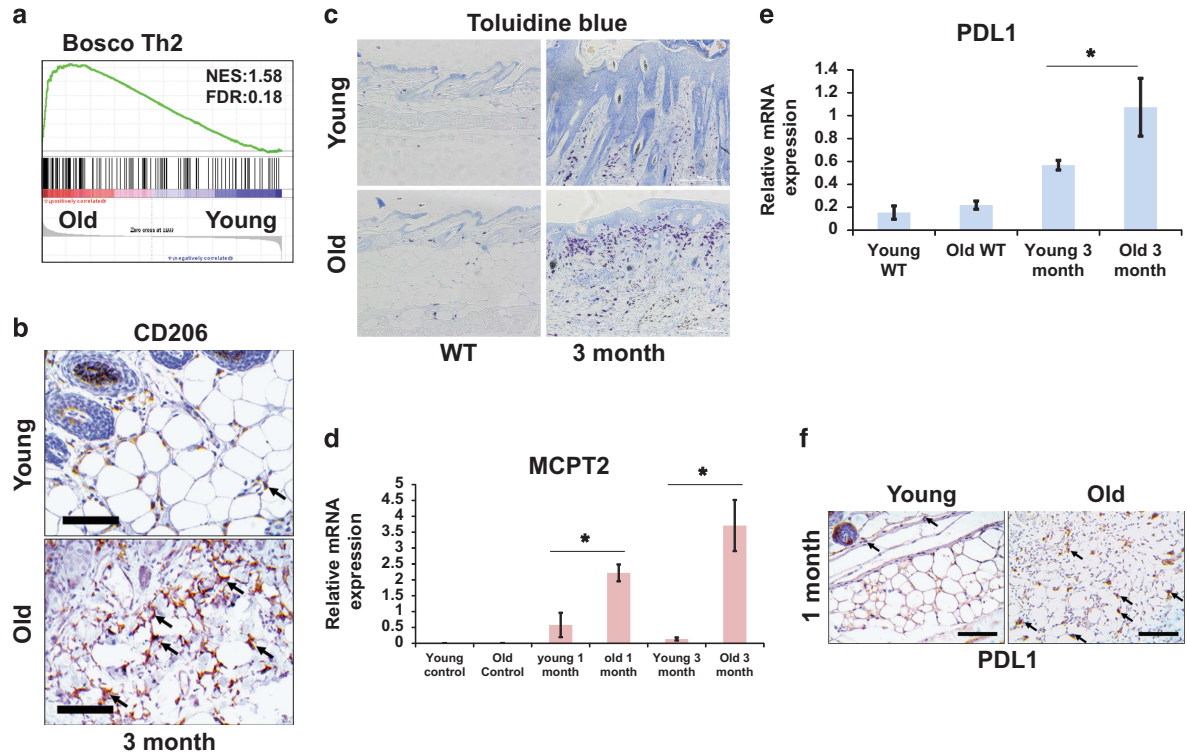 a
Bosco Th2
NES:1.58
FDR:0.18
Old
Young
Zero cross at
b
CD206
Young
Old
3 month
c
Toluidine blue
Young
Old
WT
3 month
d
MCPT2
Relative mRNA
expression
5
4.5
4
3.5
3
2.5
2
1.5
1
0.5
0
*
*
Young
control
Old
Control
young 1
month
old 1
month
Young 3
month
Old 3
month
e
PDL1
Relative mRNA
expression
1.4
1.2
1
0.8
0.6
0.4
0.2
0
*
Young
WT
Old WT
Young 3
month
Old 3
month
f
Young
Old
1 month
PDL1